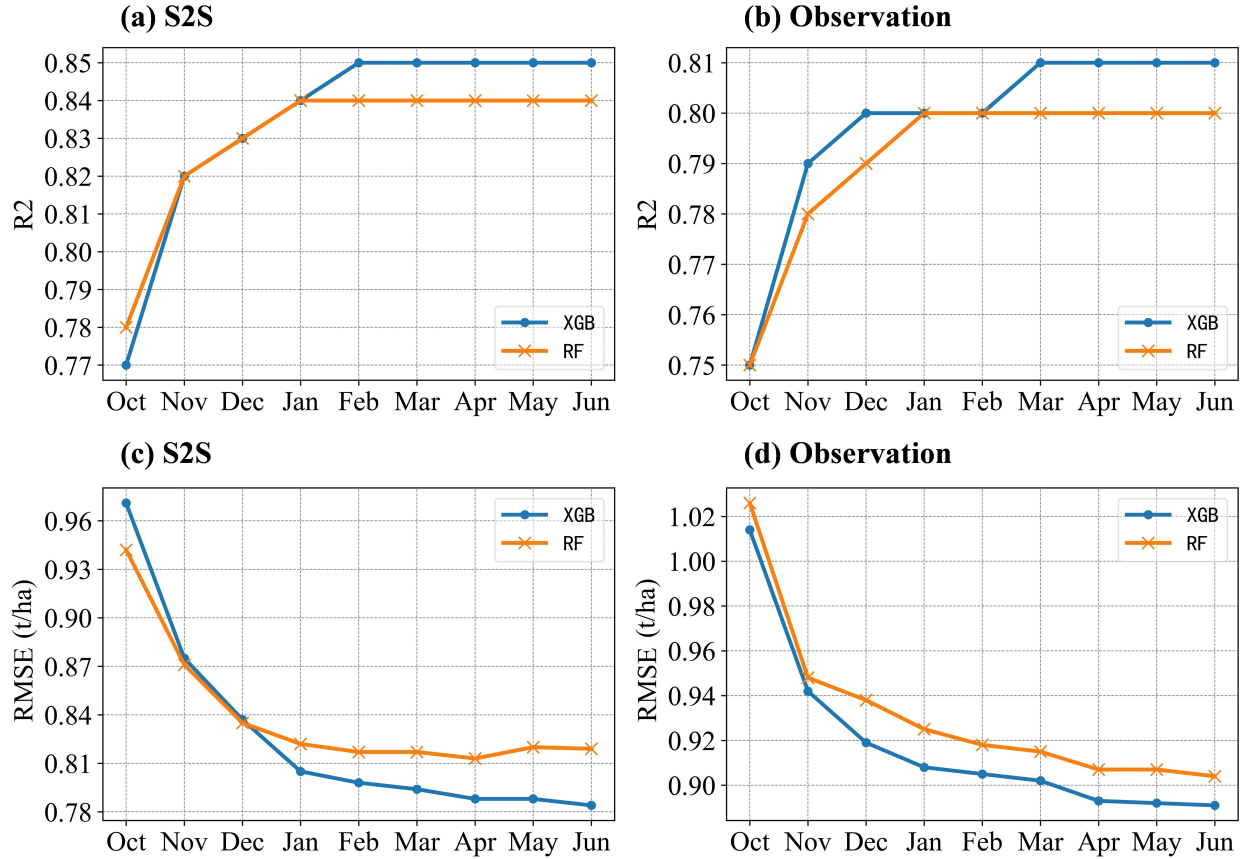 (a) S2S
R2
0.85
0.84
0.83
0.82
0.81
0.80
0.79
0.78
0.77
XGB
RF
Oct Nov Dec Jan Feb Mar Apr May Jun
(b) Observation
R2
0.81
0.80
0.79
0.78
0.77
0.76
0.75
XGB
RF
Oct Nov Dec Jan Feb Mar Apr May Jun
(c) S2S
RMSE (t/ha)
0.96
0.93
0.90
0.87
0.84
0.81
0.78
XGB
RF
Oct Nov Dec Jan Feb Mar Apr May Jun
(d) Observation
RMSE (t/ha)
1.02
1.00
0.98
0.96
0.94
0.92
0.90
XGB
RF
Oct Nov Dec Jan Feb Mar Apr May Jun